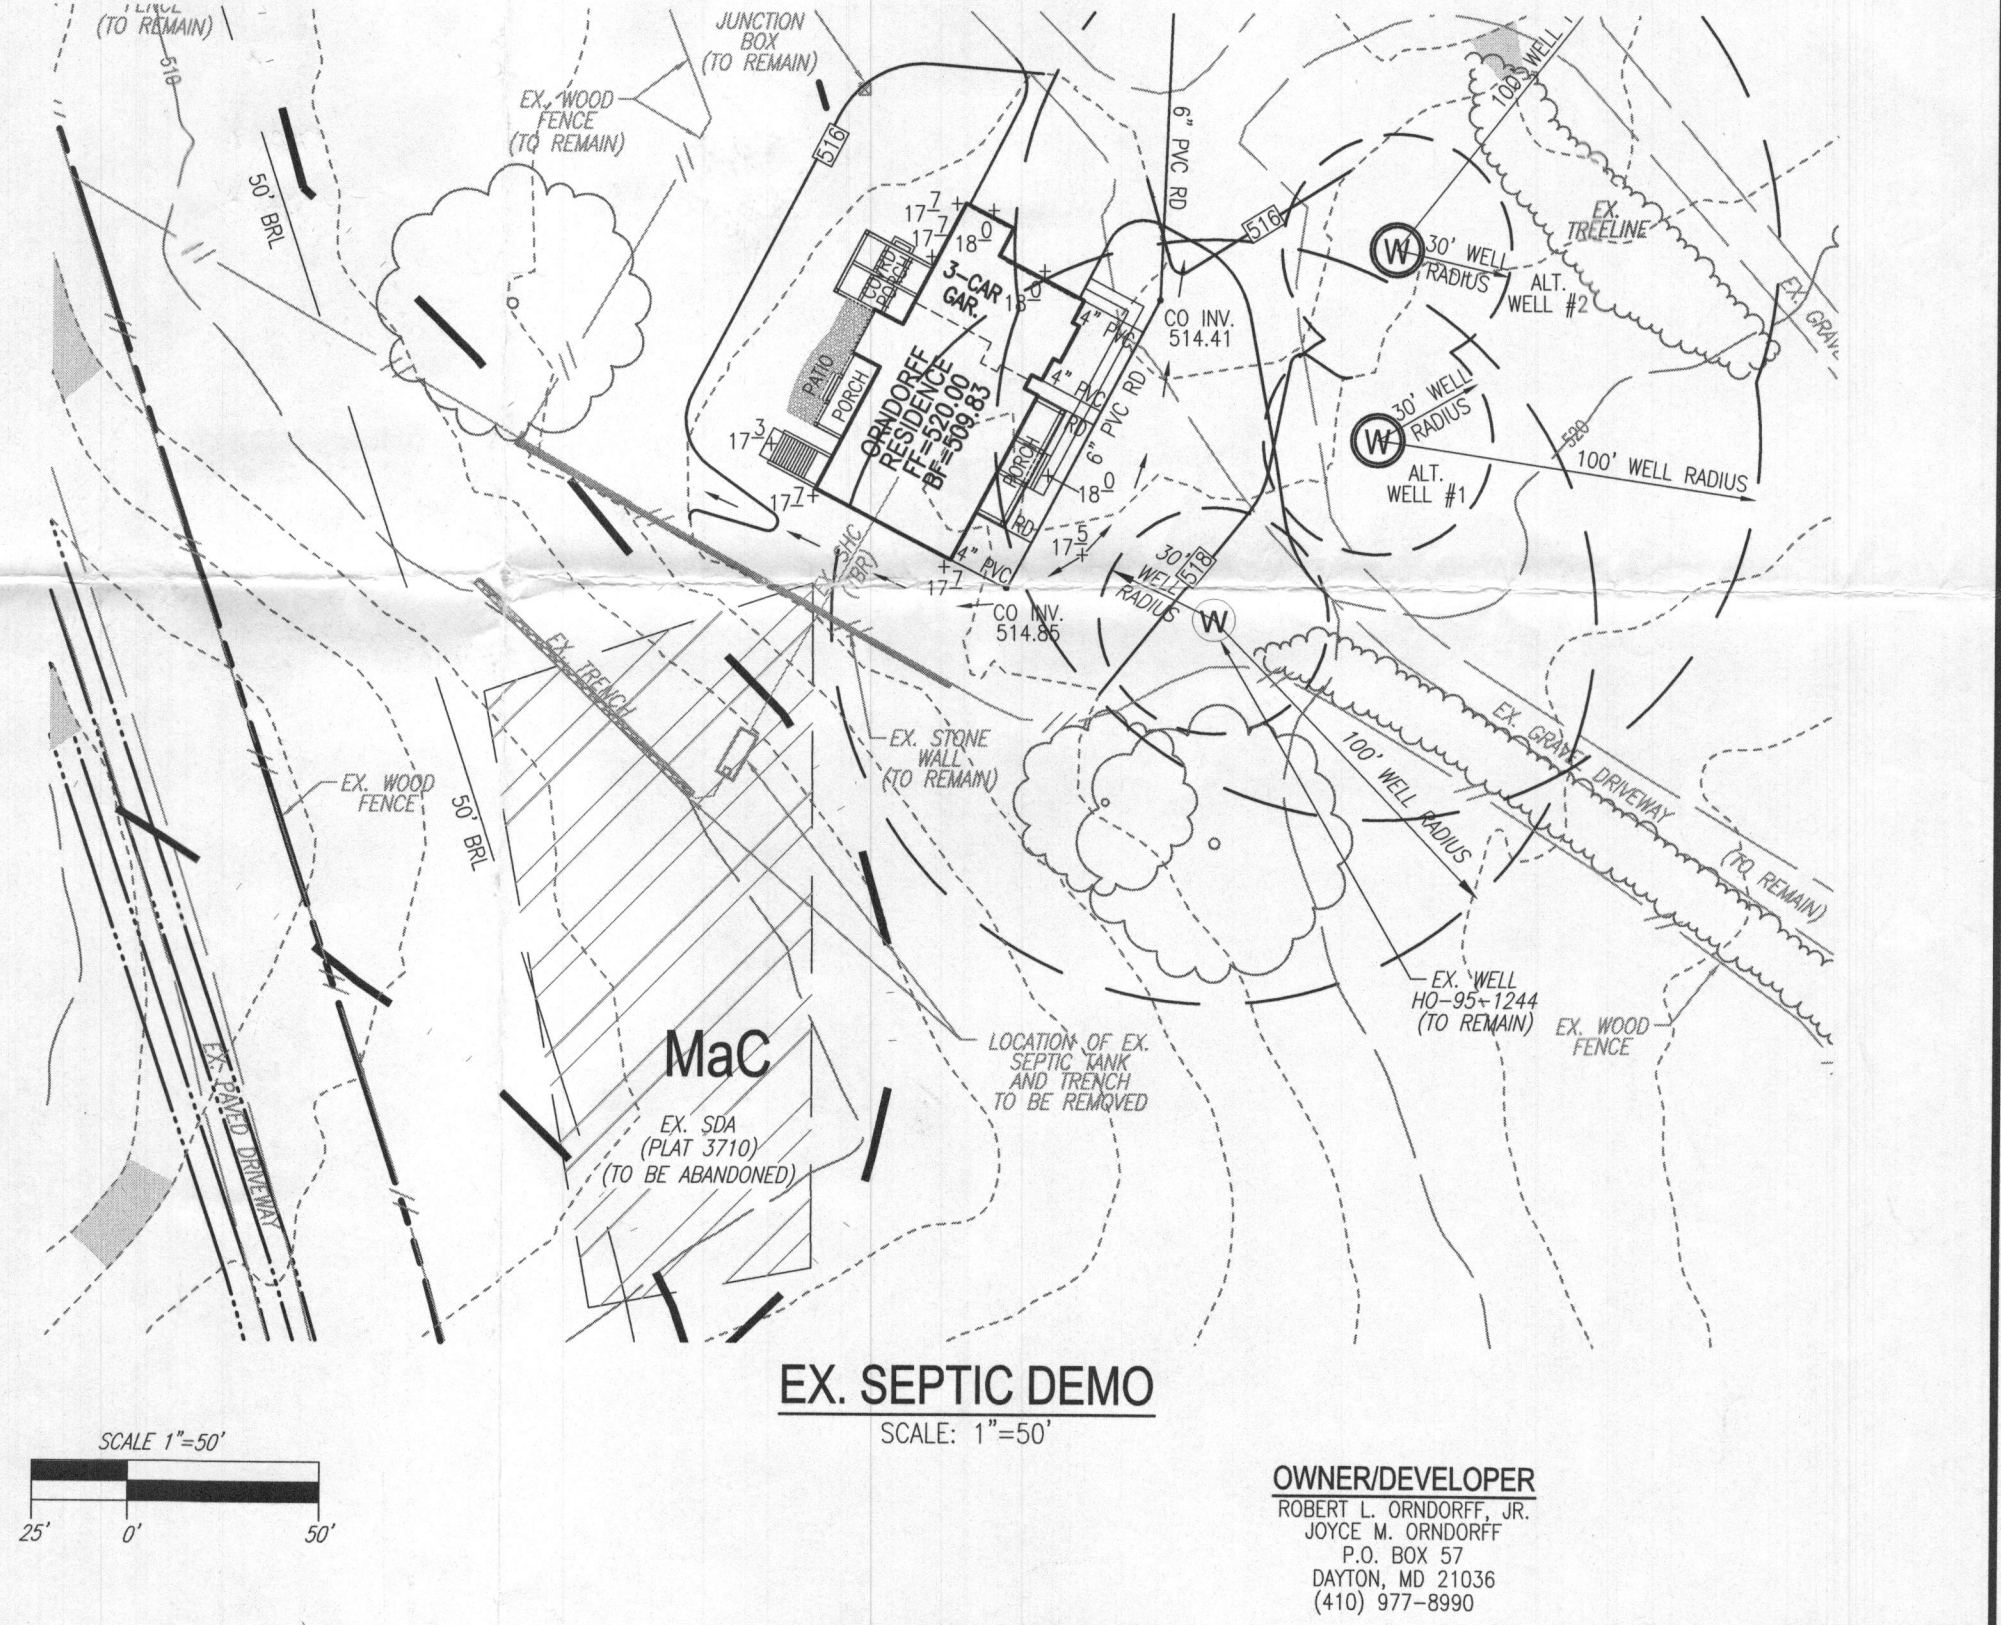 FENCE
(TO REMAIN)
510
50' BRL
EX. WOOD
FENCE
(TO REMAIN)
JUNCTION
BOX
(TO REMAIN)
516
6" PVC RD
516
100' WELL
EX.
TREELINE
W
30' WELL
RADIUS
ALT.
WELL #2
EX. GRAVEL
17 7
17 7
18 0
COVRD
PORCH
3-CAR
GAR.
18 0
4" PVC
CO INV.
514.41
PATIO
PORCH
ORNDORFF
RESIDENCE
FF=520.00
BF=509.83
4" PVC
RD
6" PVC RD
PORCH
W
30' WELL
RADIUS
ALT.
WELL #1
520
100' WELL RADIUS
17 3
17 7
18 0
RD
17 5
4" PVC
17 7
EX. SHC
(BR)
CO INV.
514.85
30'
WELL
RADIUS
518
W
EX. TRENCH
EX. STONE
WALL
(TO REMAIN)
EX. WOOD
FENCE
50' BRL
100' WELL RADIUS
EX. GRAVEL DRIVEWAY
(TO REMAIN)
EX. WELL
HO-95-1244
(TO REMAIN)
EX. WOOD
FENCE
LOCATION OF EX.
SEPTIC TANK
AND TRENCH
TO BE REMOVED
MaC
EX. SDA
(PLAT 3710)
(TO BE ABANDONED)
EX. PAVED DRIVEWAY
EX. SEPTIC DEMO
SCALE: 1"=50'
SCALE 1"=50'
25'
0'
50'
OWNER/DEVELOPER
ROBERT L. ORNDORFF, JR.
JOYCE M. ORNDORFF
P.O. BOX 57
DAYTON, MD 21036
(410) 977-8990